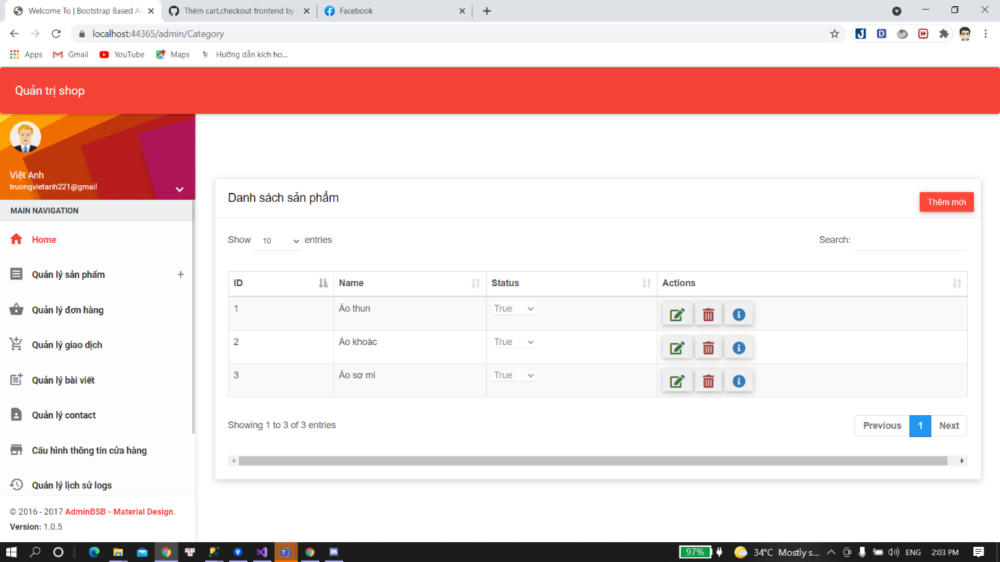 Welcome To | Bootstrap Based Ad
Thêm cart,checkout frontend by
Facebook
localhost:44365/admin/Category
Apps
Gmail
YouTube
Maps
Hướng dẫn kích ho...
Quản trị shop
Việt Anh
truongvietanh221@gmail
MAIN NAVIGATION
Home
Quản lý sản phẩm
+
Quản lý đơn hàng
Quản lý giao dịch
Quản lý bài viết
Quản lý contact
Cấu hình thông tin cửa hàng
Quản lý lịch sử logs
© 2016 - 2017 AdminBSB - Material Design.
Version: 1.0.5
Danh sách sản phẩm
Thêm mới
Show 10 entries
Search:
ID Name Status Actions
1 Áo thun True
2 Áo khoác True
3 Áo sơ mi True
Showing 1 to 3 of 3 entries
Previous 1 Next
97% 34°C Mostly s... ENG 2:03 PM